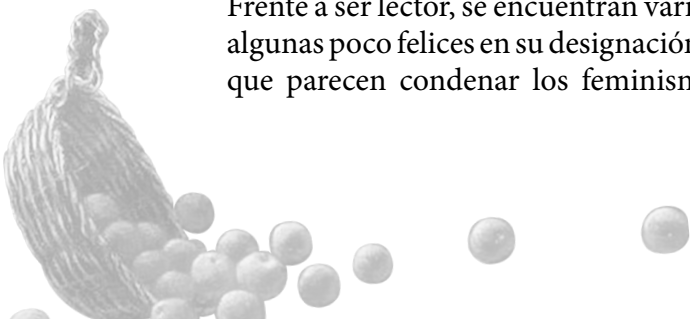 Frente a ser lector, se encuentran vari
algunas poco felices en su designación
que parecen condenar los feminism